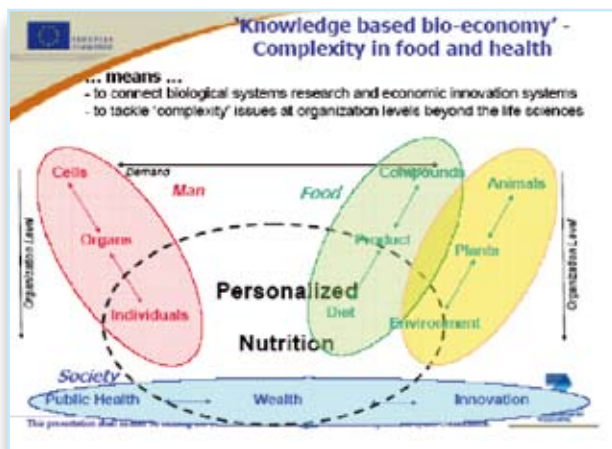 'Knowledge based bio-economy' -
Complexity in food and health
... means ...
- to connect biological systems research and economic innovation systems
- to tackle 'complexity' issues at organization levels beyond the life sciences
Demand
Cells
Man
Food
Compounds
Animals
Organs
Product
Plants
Organization Level
Organization Level
Individuals
Personalized
Diet
Environment
Nutrition
Society
Public Health
Wealth
Innovation
This presentation